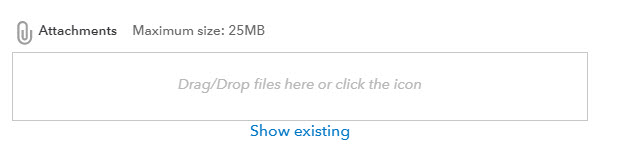 Attachments Maximum size: 25MB
Drag/Drop files here or click the icon
Show existing